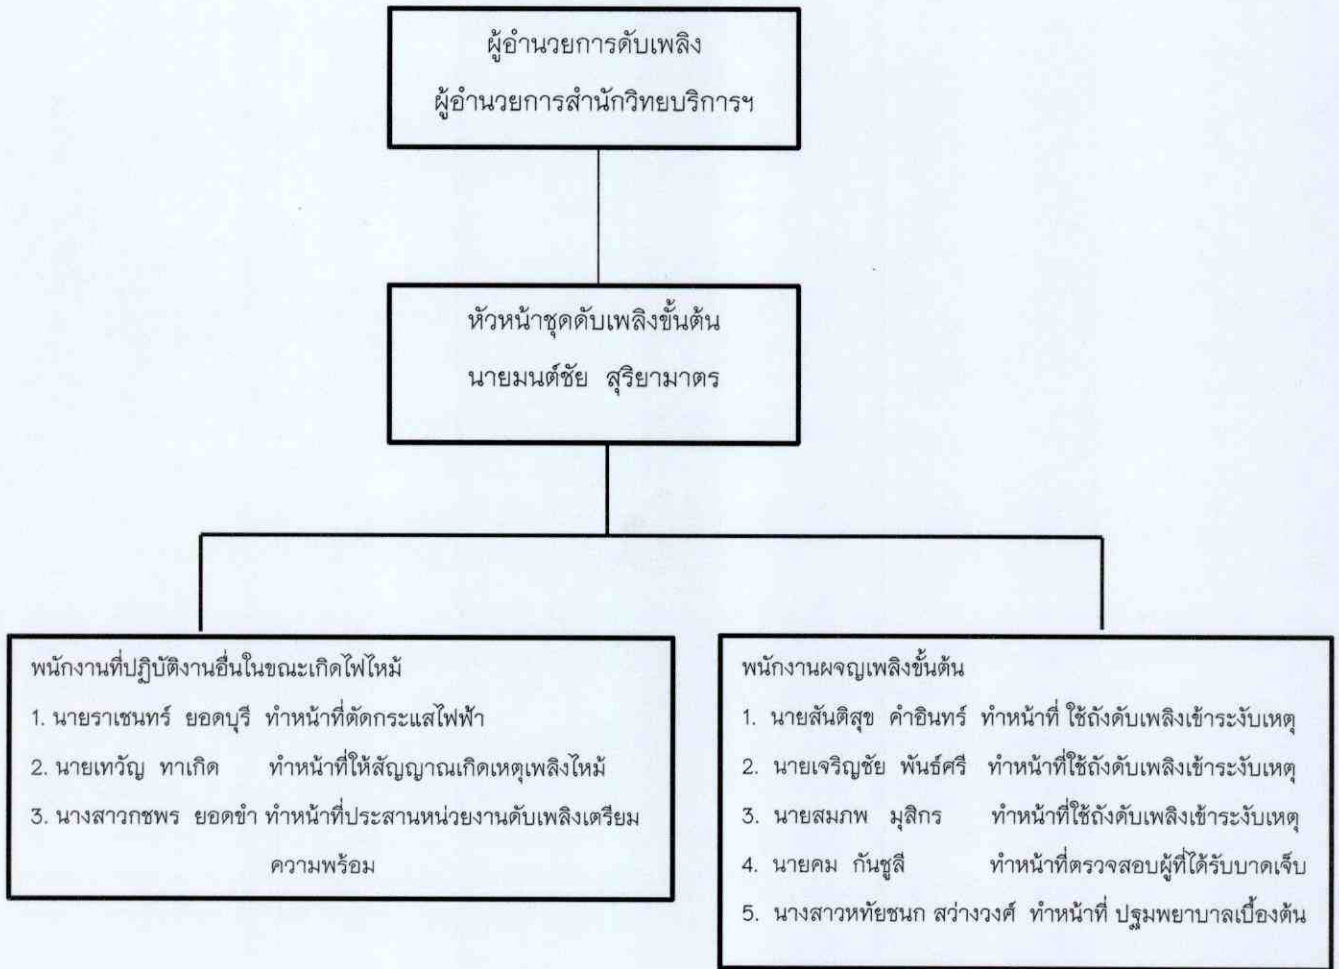 ผู้อำนวยการดับเพลิง
ผู้อำนวยการสำนักวิทยบริการฯ
หัวหน้าชุดดับเพลิงขั้นต้น
นายมนต์ชัย สุริยามาตร
พนักงานที่ปฏิบัติงานอื่นในขณะเกิดไฟไหม้
1. นายราเชนทร์ ยอดบุรี ทำหน้าที่ตัดกระแสไฟฟ้า
2. นายเทวัญ ทาเกิด ทำหน้าที่ให้สัญญาณเกิดเหตุเพลิงไหม้
3. นางสาวกชพร ยอดขำ ทำหน้าที่ประสานหน่วยงานดับเพลิงเตรียม
ความพร้อม
พนักงานผจญเพลิงขั้นต้น
1. นายสันติสุข คำอินทร์ ทำหน้าที่ ใช้ถังดับเพลิงเข้าระงับเหตุ
2. นายเจริญชัย พันธ์ศรี ทำหน้าที่ใช้ถังดับเพลิงเข้าระงับเหตุ
3. นายสมภพ มุสิกร ทำหน้าที่ใช้ถังดับเพลิงเข้าระงับเหตุ
4. นายคม กันชูลี ทำหน้าที่ตรวจสอบผู้ที่ได้รับบาดเจ็บ
5. นางสาวหทัยชนก สว่างวงศ์ ทำหน้าที่ ปฐมพยาบาลเบื้องต้น